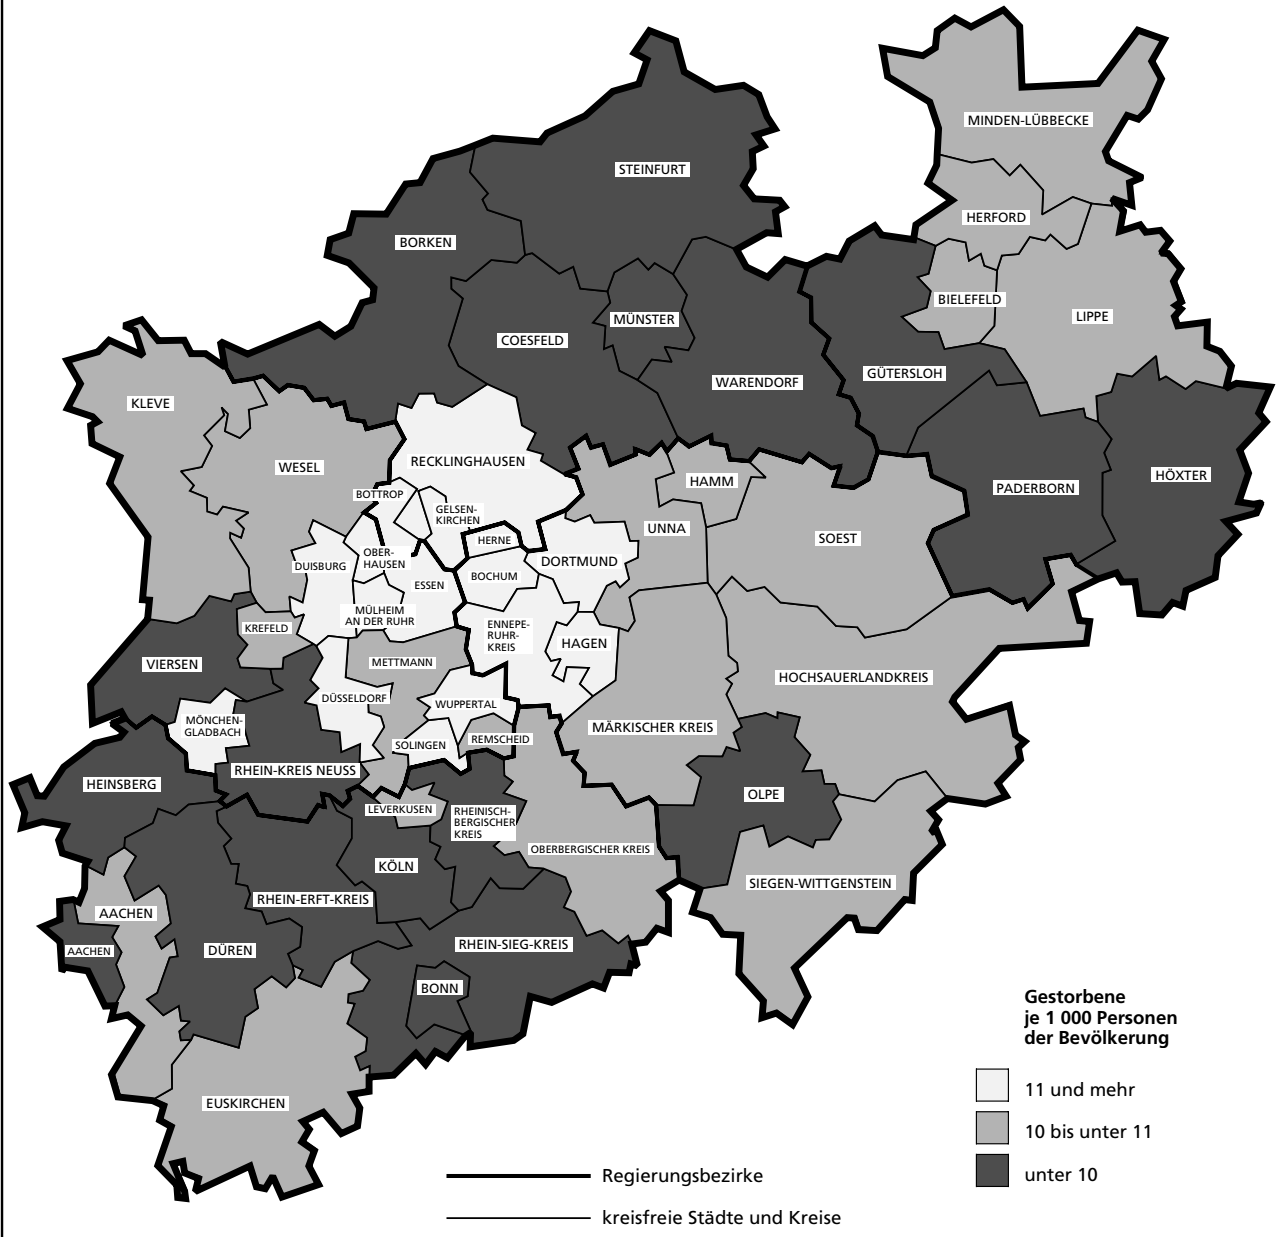 MINDEN-LÜBBECKE
STEINFURT
HERFORD
BORKEN
BIELEFELD
LIPPE
MÜNSTER
COESFELD
GÜTERSLOH
WARENDORF
KLEVE
RECKLINGHAUSEN
WESEL
HÖXTER
HAMM
PADERBORN
BOTTROP
GELSEN-
KIRCHEN
UNNA
SOEST
HERNE
OBER-
HAUSEN
DORTMUND
DUISBURG
BOCHUM
ESSEN
MÜLHEIM
AN DER RUHR
KREFELD
ENNEPE-
RUHR-
KREIS
HAGEN
VIERSEN
METTMANN
HOCHSAUERLANDKREIS
DÜSSELDORF
WUPPERTAL
MÖNCHEN-
GLADBACH
MÄRKISCHER KREIS
REMSCHEID
SOLINGEN
RHEIN-KREIS NEUSS
HEINSBERG
OLPE
LEVERKUSEN
RHEINISCH-
BERGISCHER
KREIS
OBERBERGISCHER KREIS
KÖLN
SIEGEN-WITTGENSTEIN
RHEIN-ERFT-KREIS
AACHEN
RHEIN-SIEG-KREIS
AACHEN
DÜREN
BONN
EUSKIRCHEN
Gestorbene
je 1 000 Personen
der Bevölkerung
11 und mehr
10 bis unter 11
unter 10
Regierungsbezirke
kreisfreie Städte und Kreise